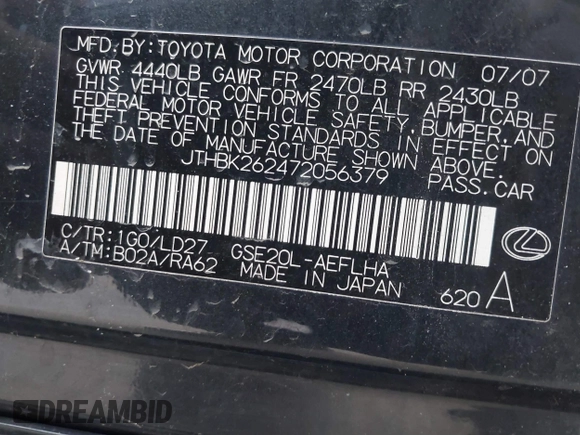 MFD. BY: TOYOTA MOTOR CORPORATION 07/07
GVWR 4440LB GAWR FR 2470LB RR 2430LB
THIS VEHICLE CONFORMS TO ALL APPLICABLE
FEDERAL MOTOR VEHICLE SAFETY, BUMPER, AND
THEFT PREVENTION STANDARDS IN EFFECT ON
THE DATE OF MANUFACTURE SHOWN ABOVE.
JTHBK262472056379 PASS. CAR
C/TR: 1G0/LD27 GSE20L-AEFLHA
A/TM: B02A/RA62 MADE IN JAPAN
620 A
DREAMBID